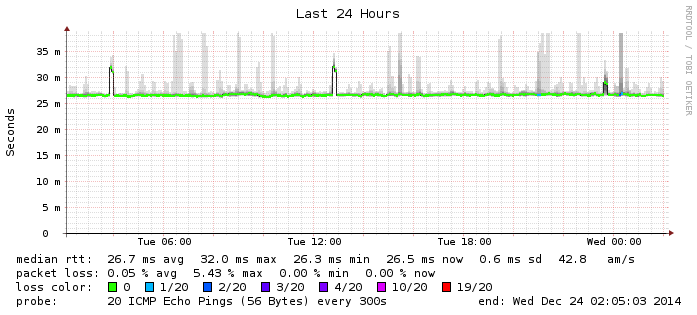 Last 24 Hours
RRDTOOL / TOBI OETIKER
Seconds
35 m
30 m
25 m
20 m
15 m
10 m
5 m
0
Tue 06:00 Tue 12:00 Tue 18:00 Wed 00:00
median rtt: 26.7 ms avg 32.0 ms max 26.3 ms min 26.5 ms now 0.6 ms sd 42.8 am/s
packet loss: 0.05 % avg 5.43 % max 0.00 % min 0.00 % now
loss color: 0 1/20 2/20 3/20 4/20 10/20 19/20
probe: 20 ICMP Echo Pings (56 Bytes) every 300s end: Wed Dec 24 02:05:03 2014